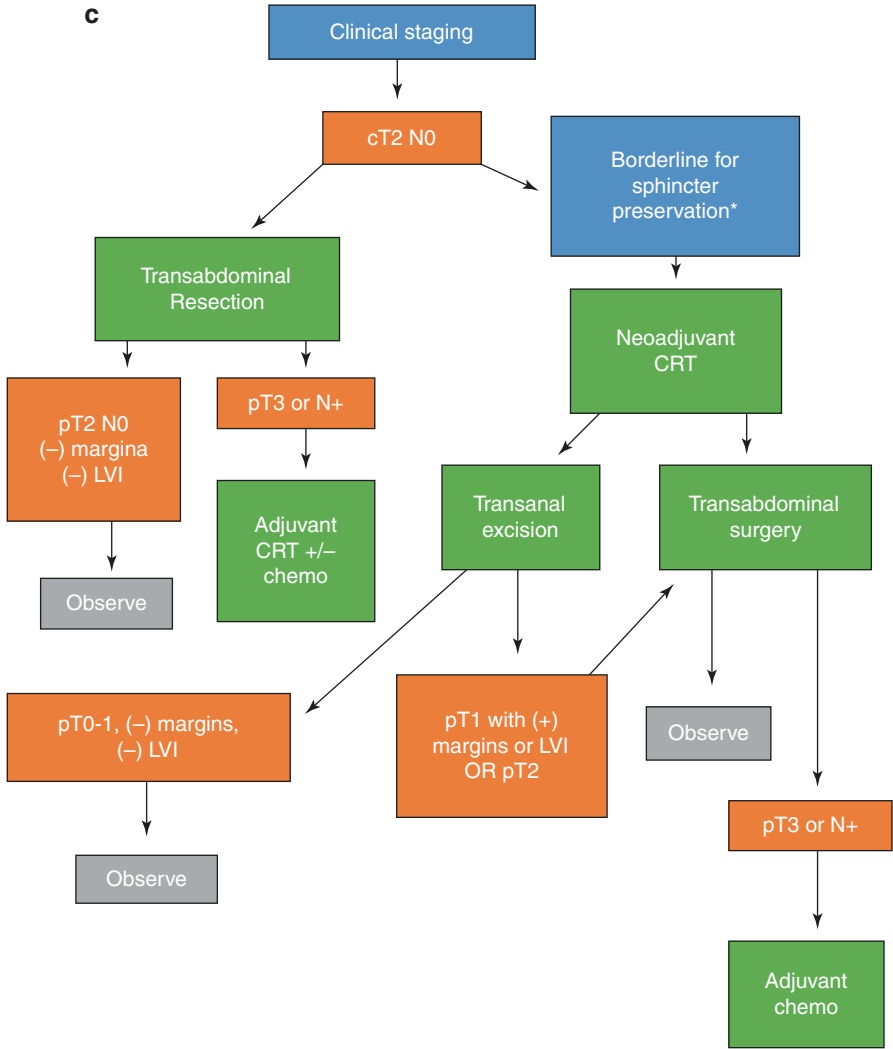 c
Clinical staging
cT2 N0
Borderline for
sphincter
preservation*
Transabdominal
Resection
Neoadjuvant
CRT
pT2 N0
(–) margina
(–) LVI
pT3 or N+
Transanal
excision
Transabdominal
surgery
Adjuvant
CRT +/–
chemo
Observe
pT0-1, (–) margins,
(–) LVI
pT1 with (+)
margins or LVI
OR pT2
Observe
pT3 or N+
Observe
Adjuvant
chemo